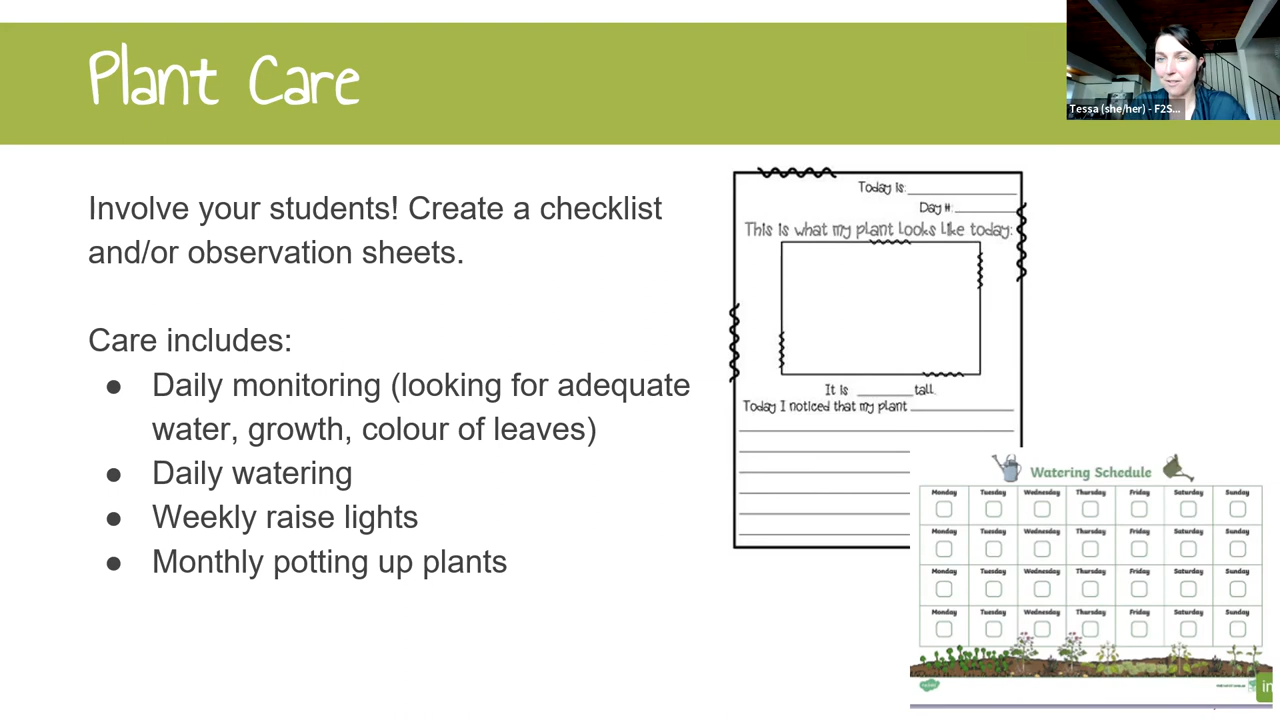 Plant Care
Tessa (she/her) - F2S...
Involve your students! Create a checklist
and/or observation sheets.
Care includes:
● Daily monitoring (looking for adequate
water, growth, colour of leaves)
● Daily watering
● Weekly raise lights
● Monthly potting up plants
Today is:
Day #:
This is what my plant looks like today:
It is ______ tall.
Today I noticed that my plant
Watering Schedule
Monday Tuesday Wednesday Thursday Friday Saturday Sunday
Monday Tuesday Wednesday Thursday Friday Saturday Sunday
Monday Tuesday Wednesday Thursday Friday Saturday Sunday
Monday Tuesday Wednesday Thursday Friday Saturday Sunday
in